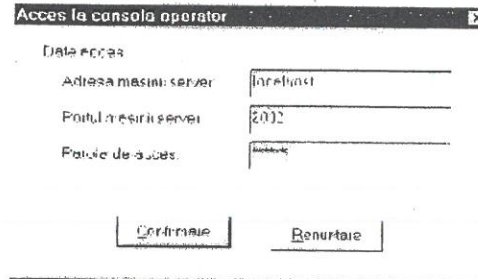 Acces la consola operator
Date acces
Adresa masinii server
localhost
Portul masinii server
2002
Parola de acces:
Confirmare
Renuntare